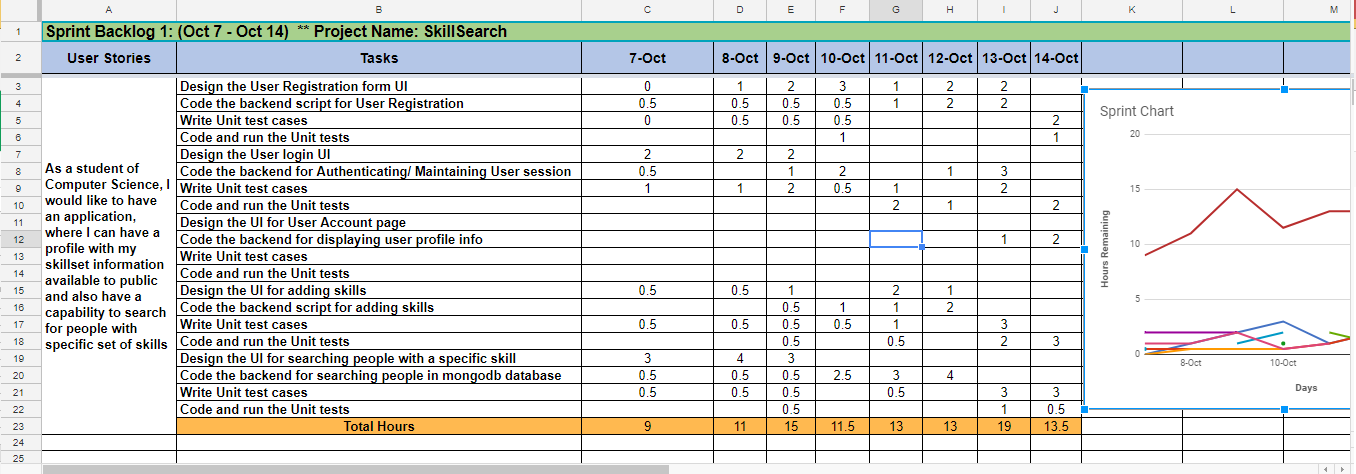 A B C D E F G H I J K L M
1 Sprint Backlog 1: (Oct 7 - Oct 14) ** Project Name: SkillSearch
2 User Stories Tasks 7-Oct 8-Oct 9-Oct 10-Oct 11-Oct 12-Oct 13-Oct 14-Oct
3 Design the User Registration form UI 0 1 2 3 1 2 2
4 Code the backend script for User Registration 0.5 0.5 0.5 0.5 1 2 2
5 Write Unit test cases 0 0.5 0.5 0.5 2
6 Code and run the Unit tests 1 1
7 Design the User login UI 2 2 2
8 Code the backend for Authenticating/ Maintaining User session 0.5 1 2 1 3
9 Write Unit test cases 1 1 2 0.5 1 2
10 Code and run the Unit tests 2 1 2
11 Design the UI for User Account page
12 Code the backend for displaying user profile info 1 2
13 Write Unit test cases
14 Code and run the Unit tests
15 Design the UI for adding skills 0.5 0.5 1 2 1
16 Code the backend script for adding skills 0.5 1 1 2
17 Write Unit test cases 0.5 0.5 0.5 0.5 1 3
18 Code and run the Unit tests 0.5 0.5 2 3
19 Design the UI for searching people with a specific skill 3 4 3
20 Code the backend for searching people in mongodb database 0.5 0.5 0.5 2.5 3 4
21 Write Unit test cases 0.5 0.5 0.5 0.5 3 3
22 Code and run the Unit tests 0.5 1 0.5
23 Total Hours 9 11 15 11.5 13 13 19 13.5
24
25
As a student of
Computer Science, I
would like to have
an application,
where I can have a
profile with my
skillset information
available to public
and also have a
capability to search
for people with
specific set of skills
Sprint Chart
20
15
10
5
0
Hours Remaining
8-Oct 10-Oct
Days